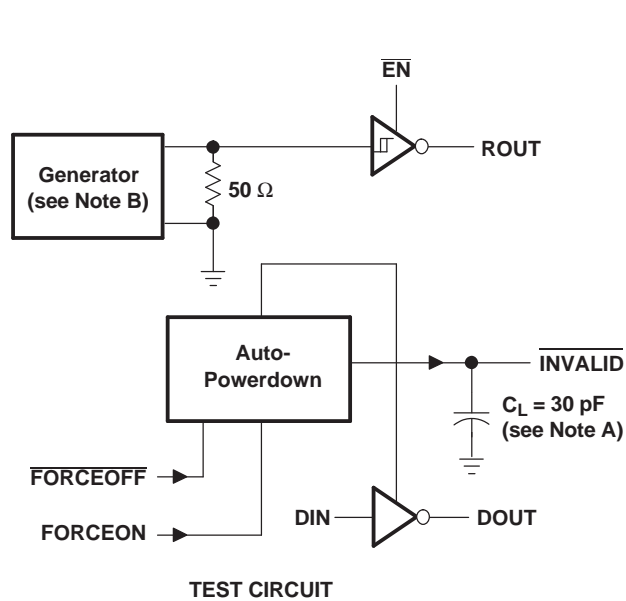 EN
Generator
(see Note B)
50 Ω
ROUT
Auto-
Powerdown
INVALID
CL = 30 pF
(see Note A)
FORCEOFF
FORCEON
DIN
DOUT
TEST CIRCUIT